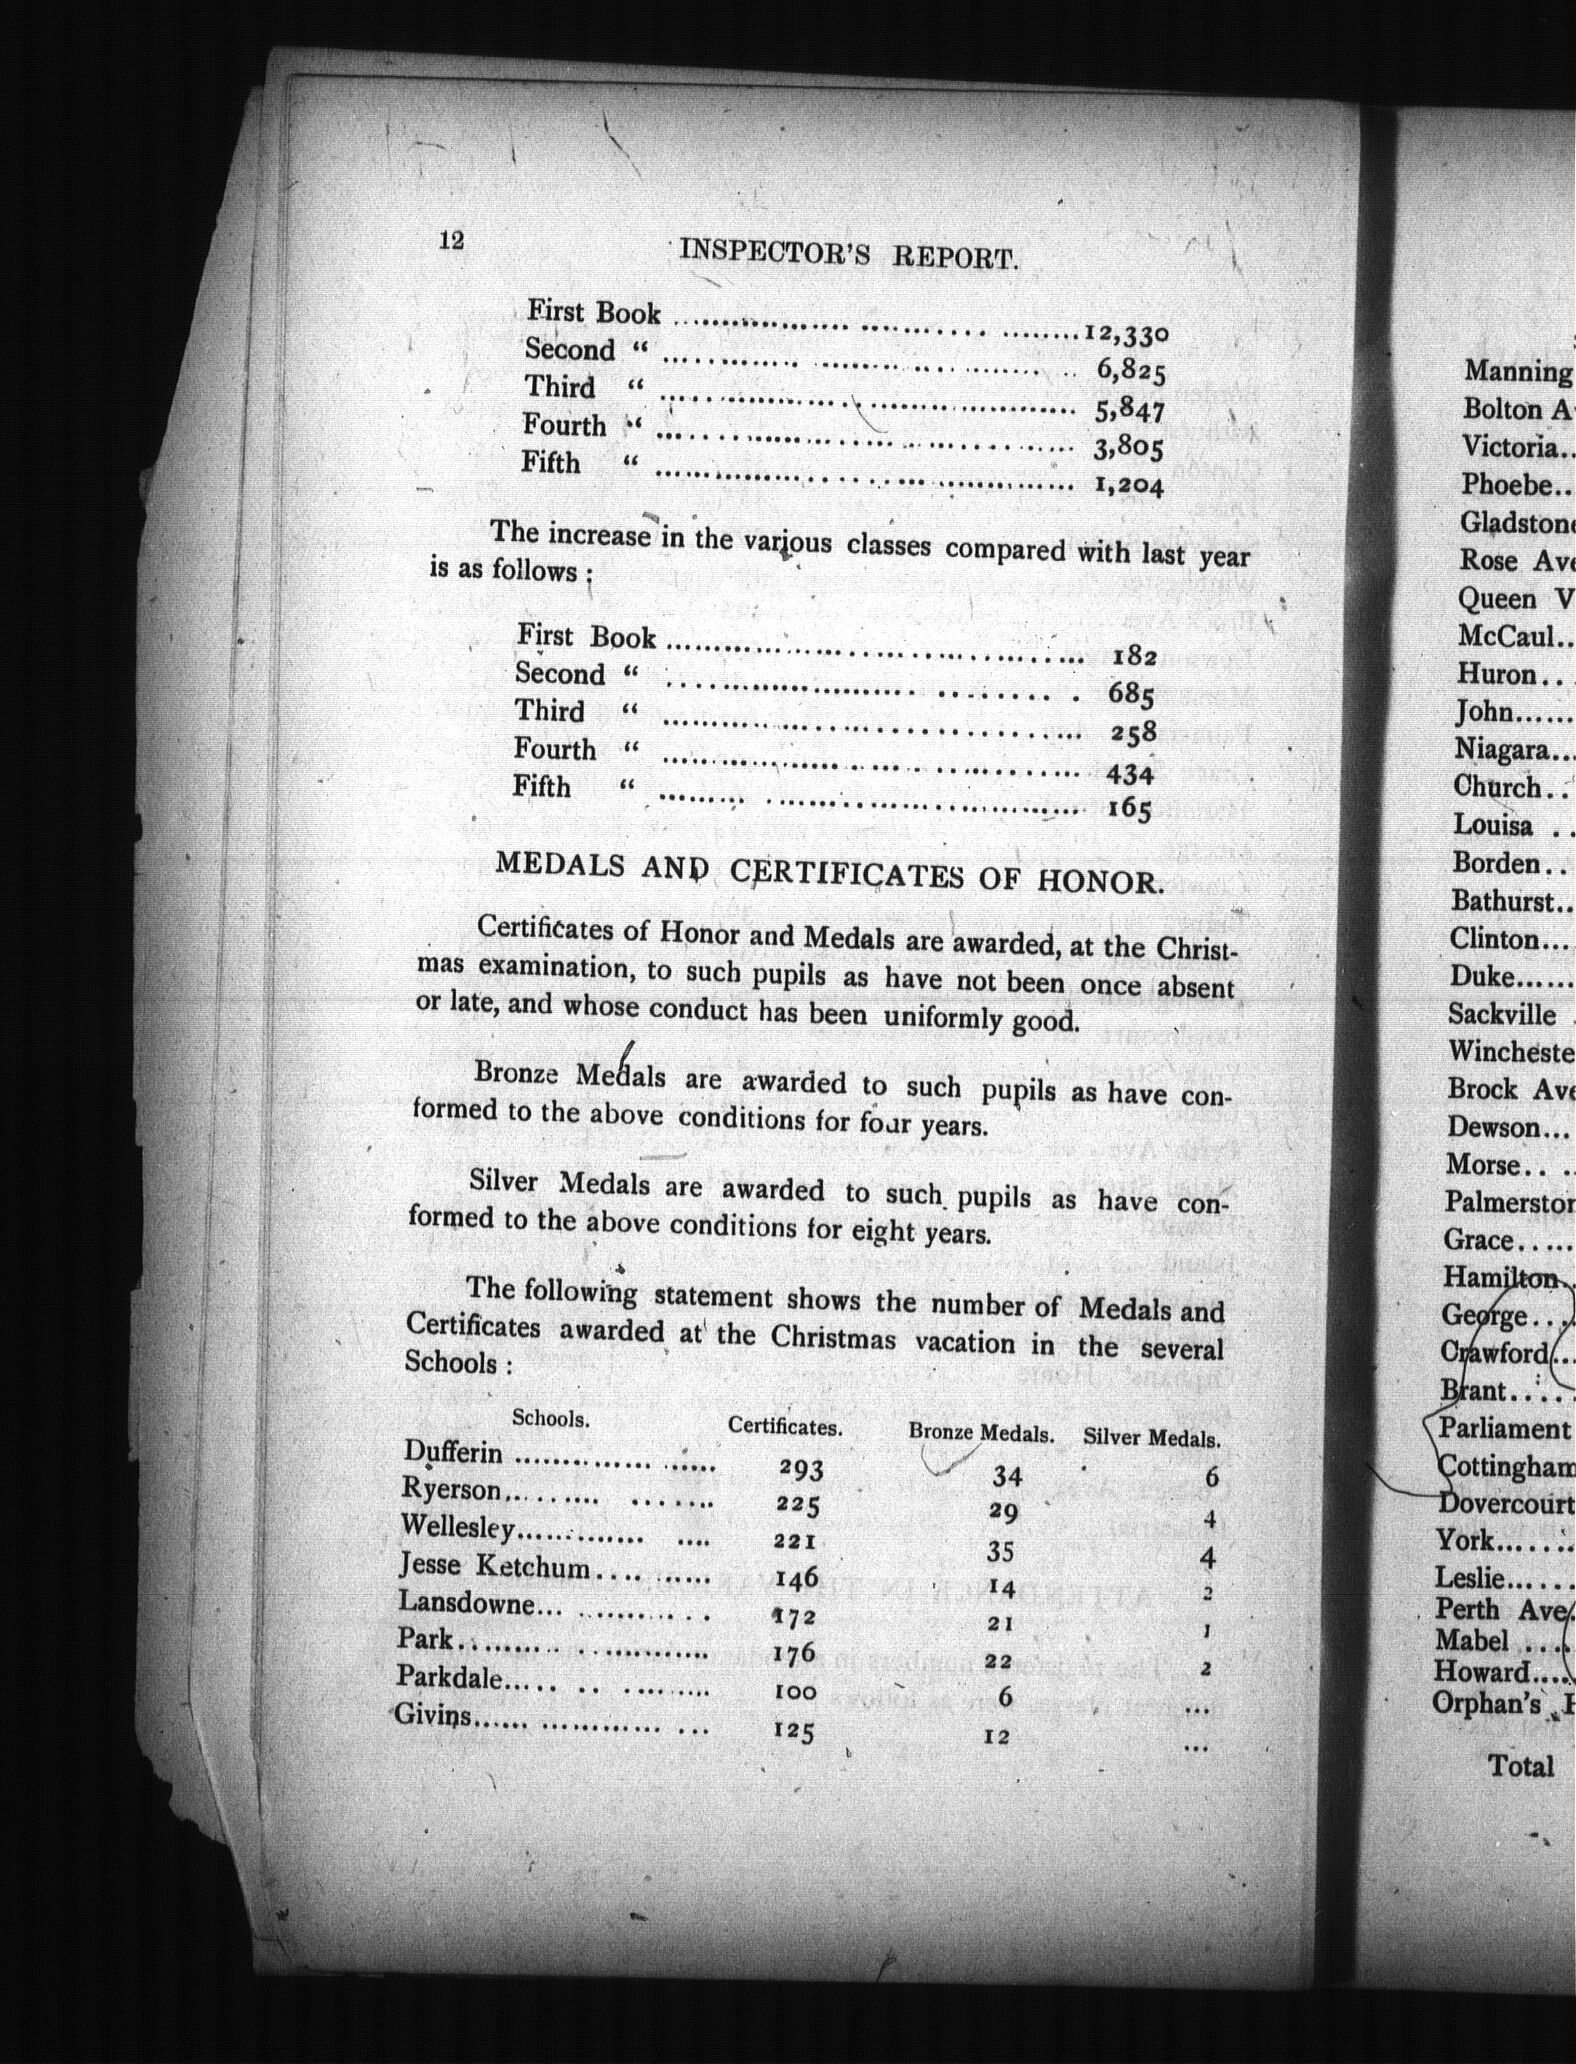 12
INSPECTOR'S REPORT.
First Book ........................................ 12,330
Second " ........................................ 6,825
Third " ........................................ 5,847
Fourth " ........................................ 3,805
Fifth " ........................................ 1,204
The increase in the various classes compared with last year
is as follows :
First Book ........................................ 182
Second " ........................................ 685
Third " ........................................ 258
Fourth " ........................................ 434
Fifth " ........................................ 165
MEDALS AND CERTIFICATES OF HONOR.
Certificates of Honor and Medals are awarded, at the Christ-
mas examination, to such pupils as have not been once absent
or late, and whose conduct has been uniformly good.
Bronze Medals are awarded to such pupils as have con-
formed to the above conditions for four years.
Silver Medals are awarded to such pupils as have con-
formed to the above conditions for eight years.
The following statement shows the number of Medals and
Certificates awarded at the Christmas vacation in the several
Schools :
Schools. Certificates. Bronze Medals. Silver Medals.
Dufferin .................... 293 34 6
Ryerson .................... 225 29 4
Wellesley .................... 221 35 4
Jesse Ketchum ............ 146 14 2
Lansdowne ................ 172 21 1
Park ........................ 176 22 2
Parkdale .................... 100 6 ...
Givins ...................... 125 12 ...
Manning
Bolton A
Victoria..
Phoebe..
Gladstone
Rose Ave
Queen V
McCaul..
Huron...
John......
Niagara...
Church..
Louisa ..
Borden..
Bathurst..
Clinton...
Duke......
Sackville
Wincheste
Brock Ave
Dewson...
Morse....
Palmerston
Grace.....
Hamilton..
George....
Crawford...
Brant.....
Parliament
Cottingham
Dovercourt
York.......
Leslie......
Perth Ave.
Mabel ....
Howard.....
Orphan's H
Total